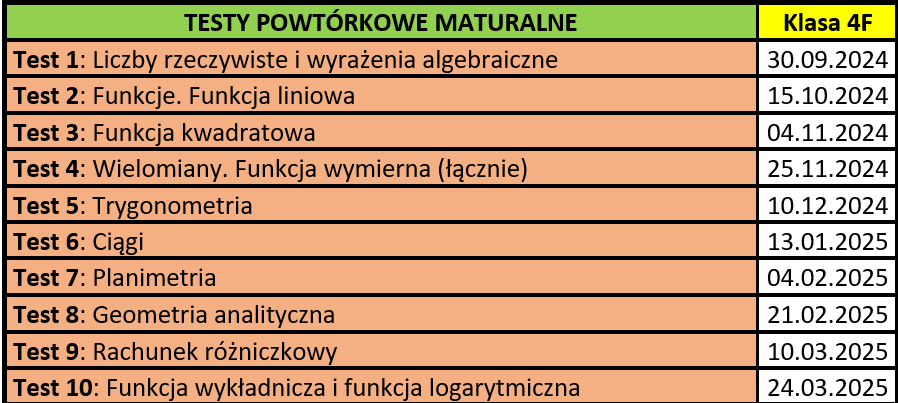 TESTY POWTÓRKOWE MATURALNE Klasa 4F
Test 1: Liczby rzeczywiste i wyrażenia algebraiczne 30.09.2024
Test 2: Funkcje. Funkcja liniowa 15.10.2024
Test 3: Funkcja kwadratowa 04.11.2024
Test 4: Wielomiany. Funkcja wymierna (łącznie) 25.11.2024
Test 5: Trygonometria 10.12.2024
Test 6: Ciągi 13.01.2025
Test 7: Planimetria 04.02.2025
Test 8: Geometria analityczna 21.02.2025
Test 9: Rachunek różniczkowy 10.03.2025
Test 10: Funkcja wykładnicza i funkcja logarytmiczna 24.03.2025